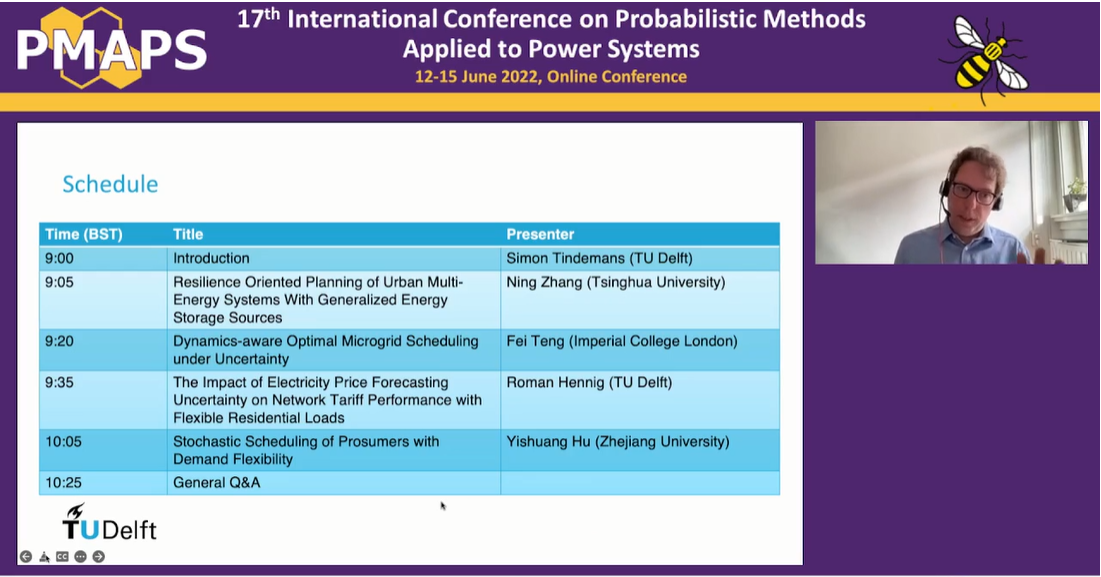 PMAPS
17th International Conference on Probabilistic Methods
Applied to Power Systems
12-15 June 2022, Online Conference
Schedule
Time (BST) Title Presenter
9:00 Introduction Simon Tindemans (TU Delft)
9:05 Resilience Oriented Planning of Urban Multi- Ning Zhang (Tsinghua University)
Energy Systems With Generalized Energy
Storage Sources
9:20 Dynamics-aware Optimal Microgrid Scheduling Fei Teng (Imperial College London)
under Uncertainty
9:35 The Impact of Electricity Price Forecasting Roman Hennig (TU Delft)
Uncertainty on Network Tariff Performance with
Flexible Residential Loads
10:05 Stochastic Scheduling of Prosumers with Yishuang Hu (Zhejiang University)
Demand Flexibility
10:25 General Q&A
TUDelft
CC